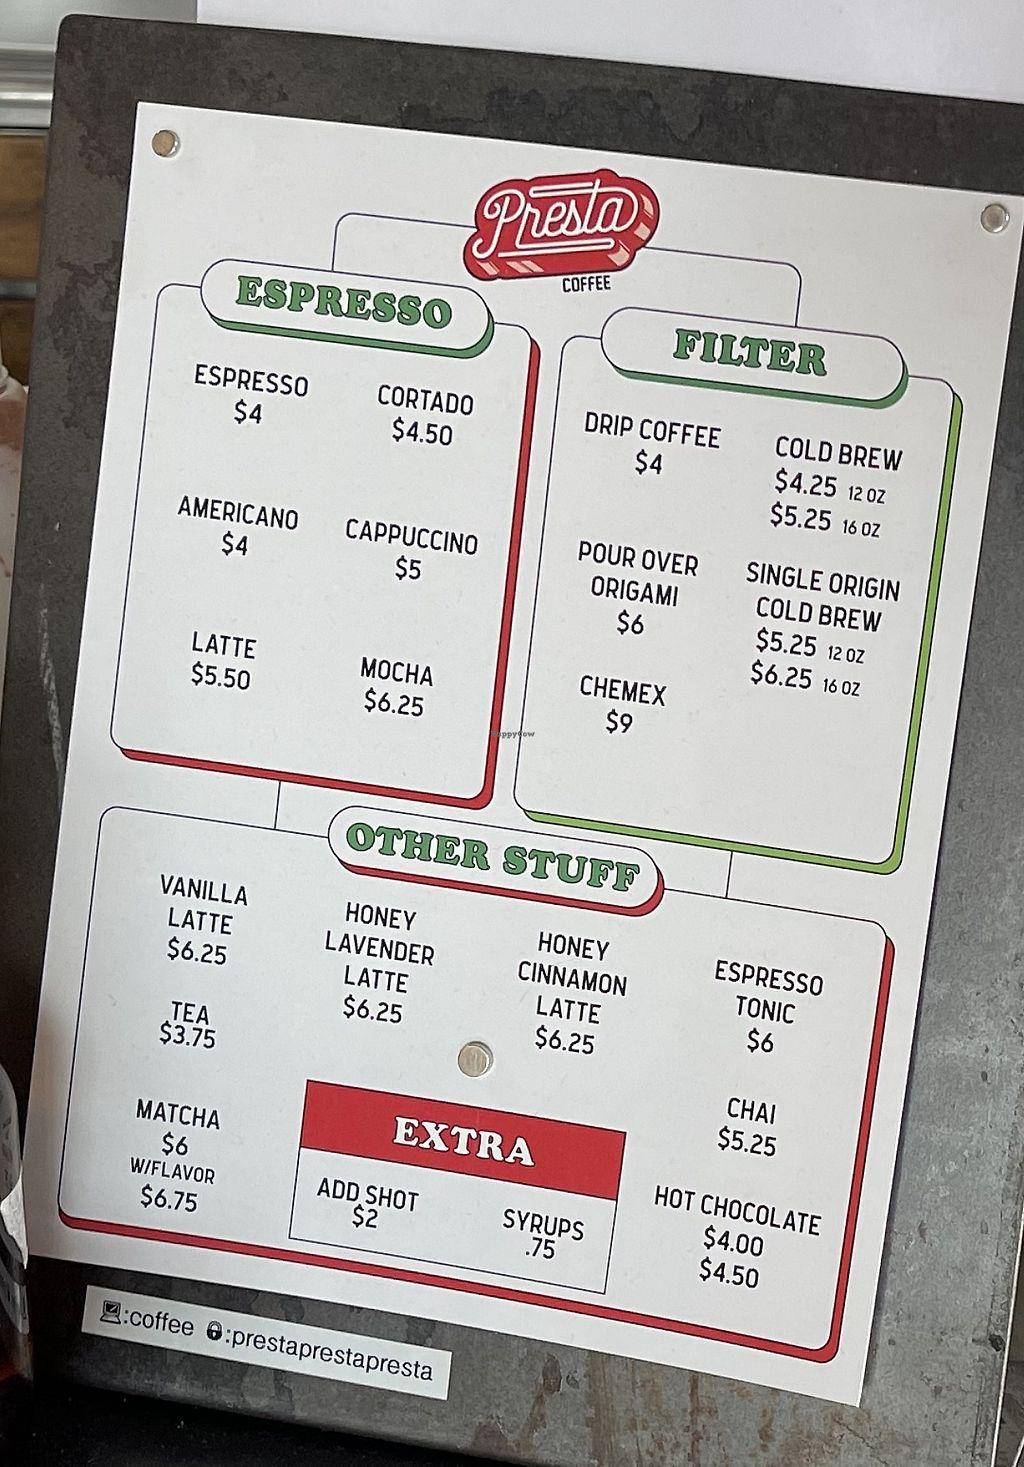 Presta
COFFEE
ESPRESSO
ESPRESSO
$4
CORTADO
$4.50
AMERICANO
$4
CAPPUCCINO
$5
LATTE
$5.50
MOCHA
$6.25
FILTER
DRIP COFFEE
$4
COLD BREW
$4.25 12 OZ
$5.25 16 OZ
POUR OVER
ORIGAMI
$6
SINGLE ORIGIN
COLD BREW
$5.25 12 OZ
$6.25 16 OZ
CHEMEX
$9
HappyCow
OTHER STUFF
VANILLA
LATTE
$6.25
HONEY
LAVENDER
LATTE
$6.25
HONEY
CINNAMON
LATTE
$6.25
ESPRESSO
TONIC
$6
TEA
$3.75
CHAI
$5.25
MATCHA
$6
W/FLAVOR
$6.75
EXTRA
ADD SHOT
$2
SYRUPS
.75
HOT CHOCOLATE
$4.00
$4.50
:coffee :prestaprestapresta